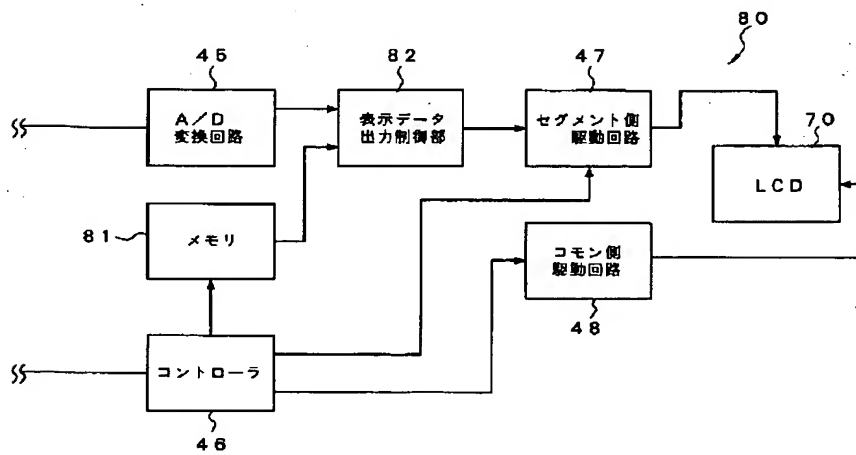 80
45
82
47
A/D
変換回路
表示データ
出力制御部
セグメント側
駆動回路
70
LCD
81
メモリ
コモン側
駆動回路
48
コントローラ
46